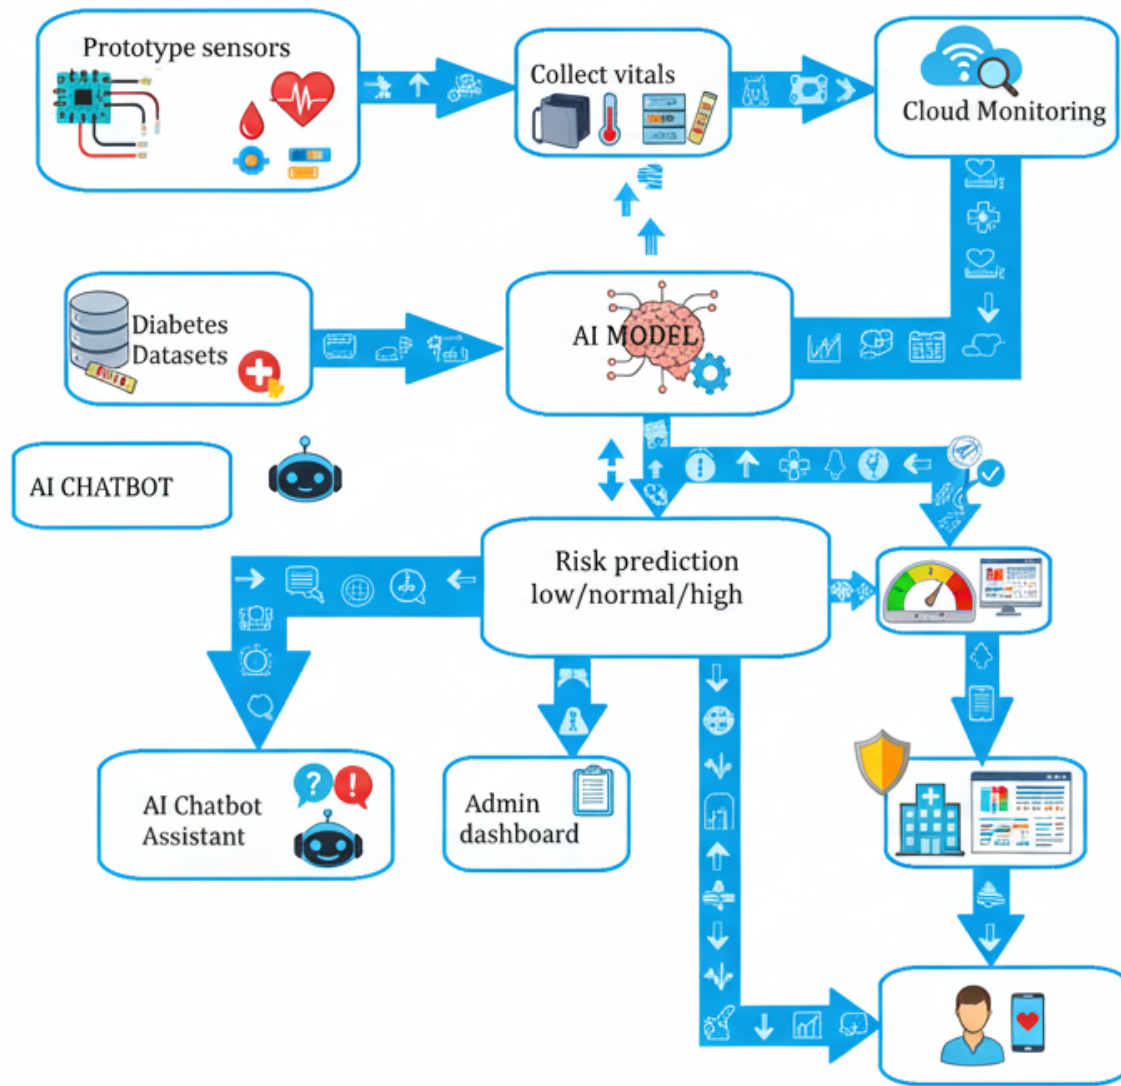 Prototype sensors
Collect vitals
Cloud Monitoring
Diabetes
Datasets
AI MODEL
AI CHATBOT
Risk prediction
low/normal/high
AI Chatbot
Assistant
?
!
Admin
dashboard